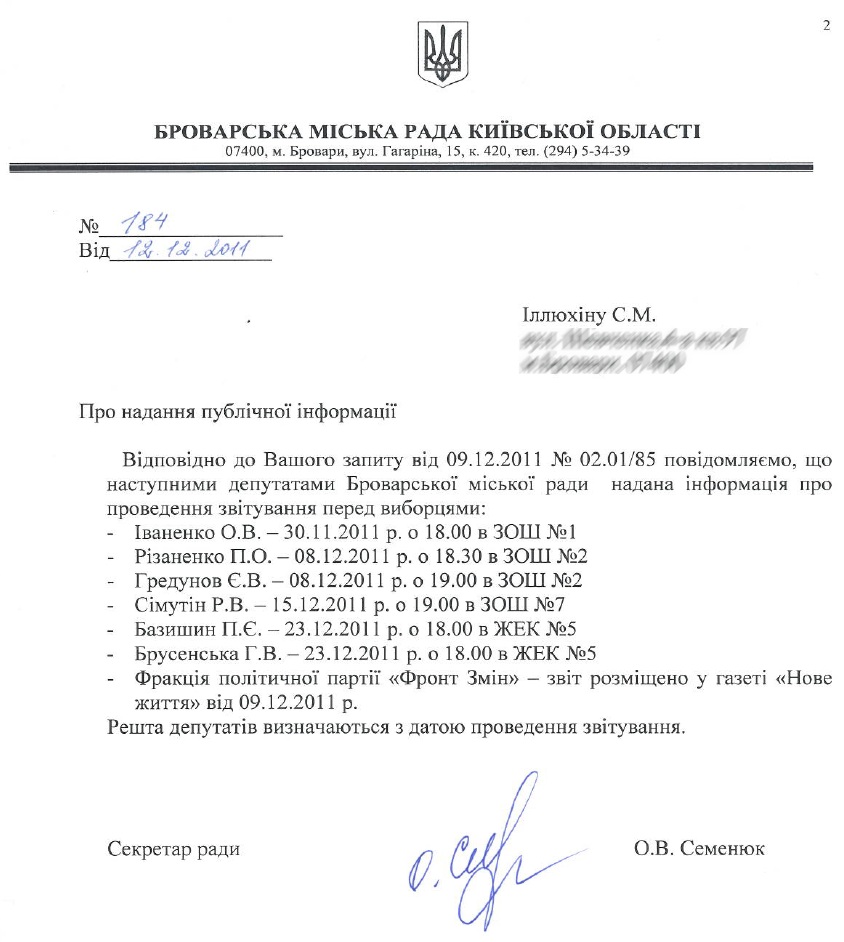 2
БРОВАРСЬКА МІСЬКА РАДА КИЇВСЬКОЇ ОБЛАСТІ
07400, м. Бровари, вул. Гагаріна, 15, к. 420, тел. (294) 5-34-39
№ 184
Від 12.12.2011
Іллюхіну С.М.
Про надання публічної інформації
Відповідно до Вашого запиту від 09.12.2011 № 02.01/85 повідомляємо, що
наступними депутатами Броварської міської ради надана інформація про
проведення звітування перед виборцями:
- Іваненко О.В. – 30.11.2011 р. о 18.00 в ЗОШ №1
- Різаненко П.О. – 08.12.2011 р. о 18.30 в ЗОШ №2
- Гредунов Є.В. – 08.12.2011 р. о 19.00 в ЗОШ №2
- Сімутін Р.В. – 15.12.2011 р. о 19.00 в ЗОШ №7
- Базишин П.Є. – 23.12.2011 р. о 18.00 в ЖЕК №5
- Брусенська Г.В. – 23.12.2011 р. о 18.00 в ЖЕК №5
- Фракція політичної партії «Фронт Змін» – звіт розміщено у газеті «Нове
життя» від 09.12.2011 р.
Решта депутатів визначаються з датою проведення звітування.
Секретар ради О.В. Семенюк